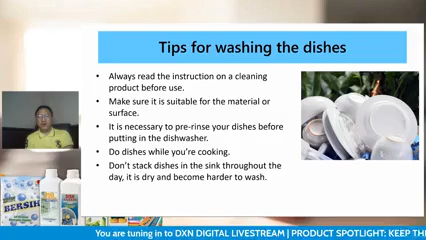 Tips for washing the dishes
• Always read the instruction on a cleaning
product before use.
• Make sure it is suitable for the material or
surface.
• It is necessary to pre-rinse your dishes before
putting in the dishwasher.
• Do dishes while you're cooking.
• Don't stack dishes in the sink throughout the
day, it is dry and become harder to wash.
BERSIH
You are tuning in to DXN DIGITAL LIVESTREAM | PRODUCT SPOTLIGHT: KEEP TH